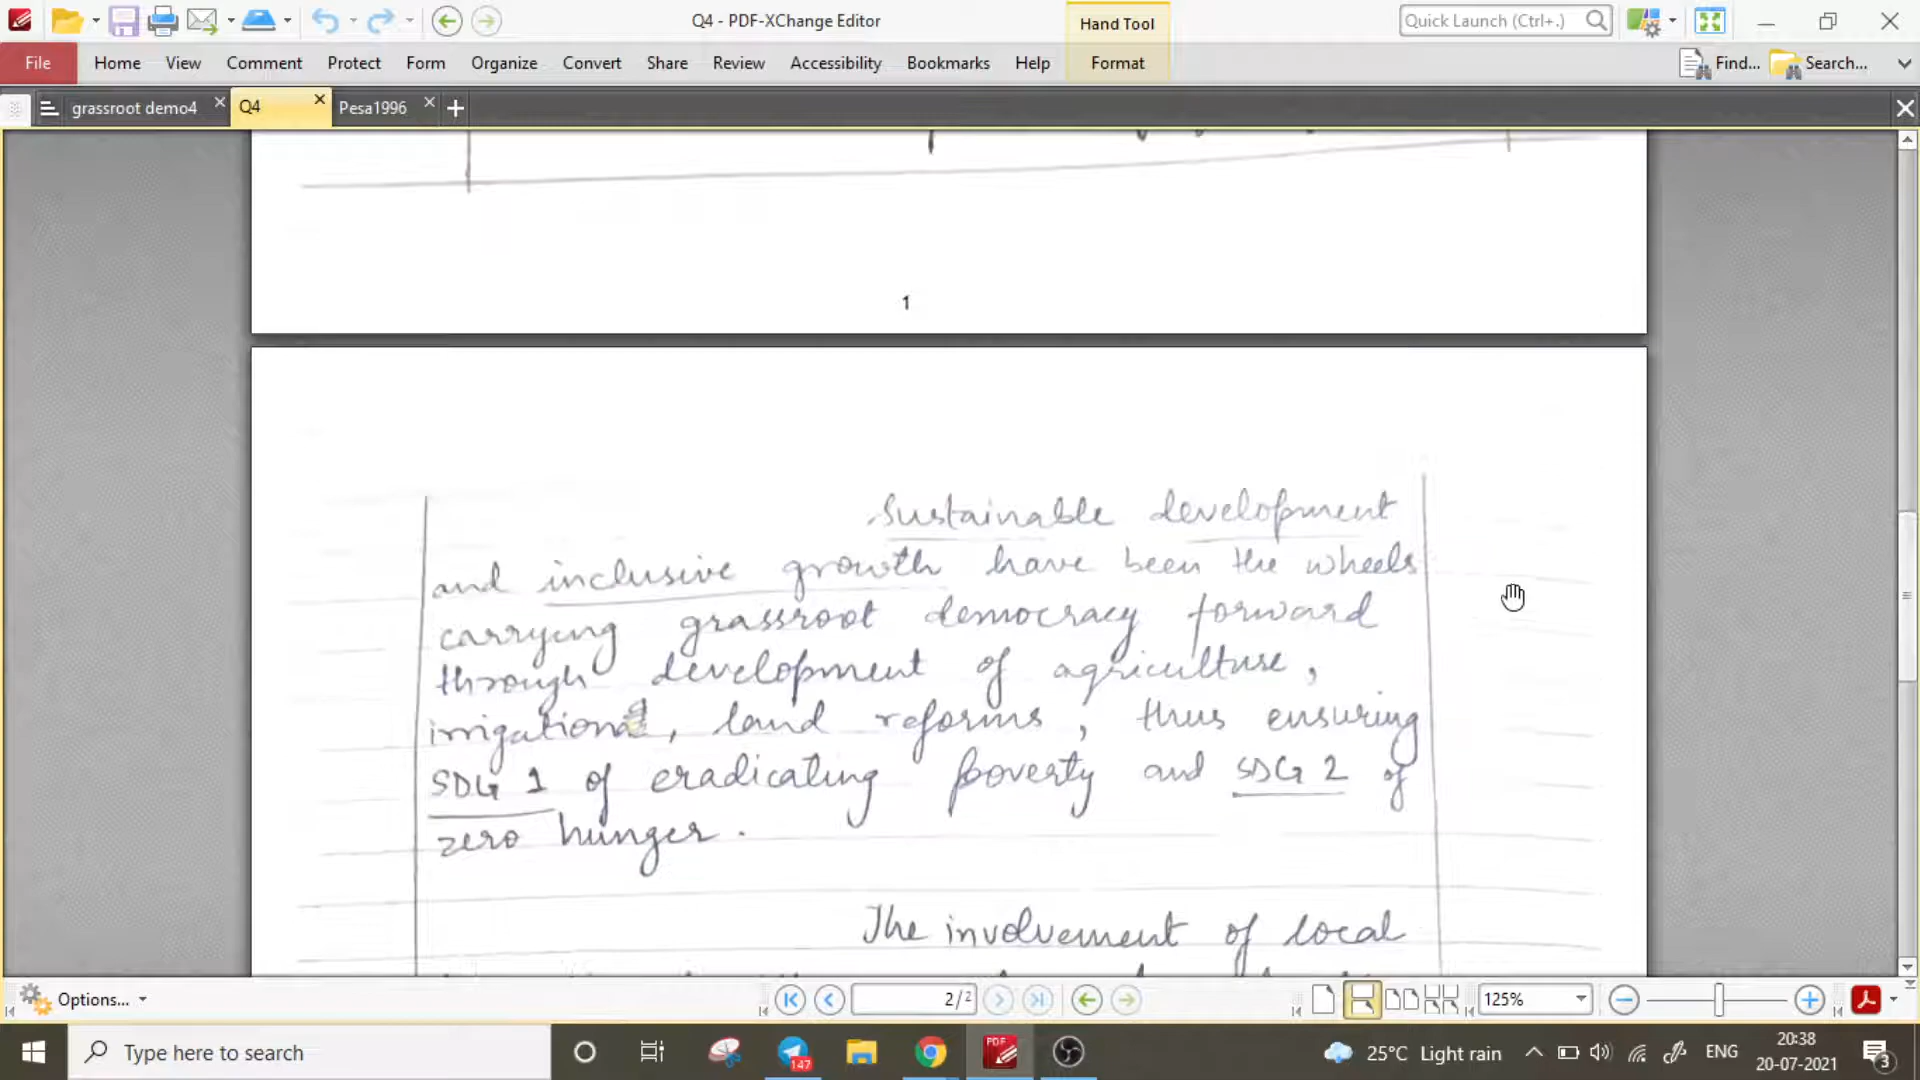 Q4 - PDF-XChange Editor
Hand Tool
Quick Launch (Ctrl+.)
File Home View Comment Protect Form Organize Convert Share Review Accessibility Bookmarks Help Format Find... Search...
grassroot demo4 Q4 Pesa1996
1
Sustainable development
and inclusive growth have been the wheels
carrying grassroot democracy forward
through development of agriculture,
irrigation, land reforms, thus ensuring
SDG 1 of eradicating poverty and SDG 2 of
zero hunger.
The involvement of local
Options... 2/2 125%
Type here to search 147 PDF 25°C Light rain ENG 20:38
20-07-2021 3